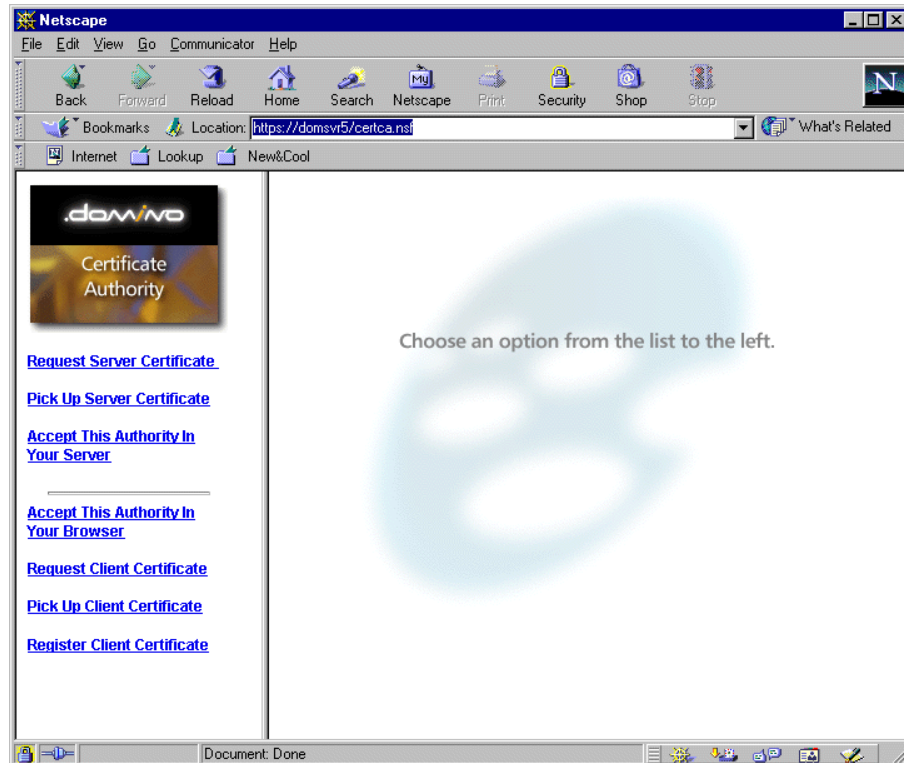 Netscape
File Edit View Go Communicator Help
My
N
Back Forward Reload Home Search Netscape Print Security Shop Stop
Bookmarks Location: https://domsvr5/certca.nsf What's Related
Internet Lookup New&Cool
.domino
Certificate
Authority
Request Server Certificate
Pick Up Server Certificate
Accept This Authority In
Your Server
Accept This Authority In
Your Browser
Request Client Certificate
Pick Up Client Certificate
Register Client Certificate
Choose an option from the list to the left.
Document: Done